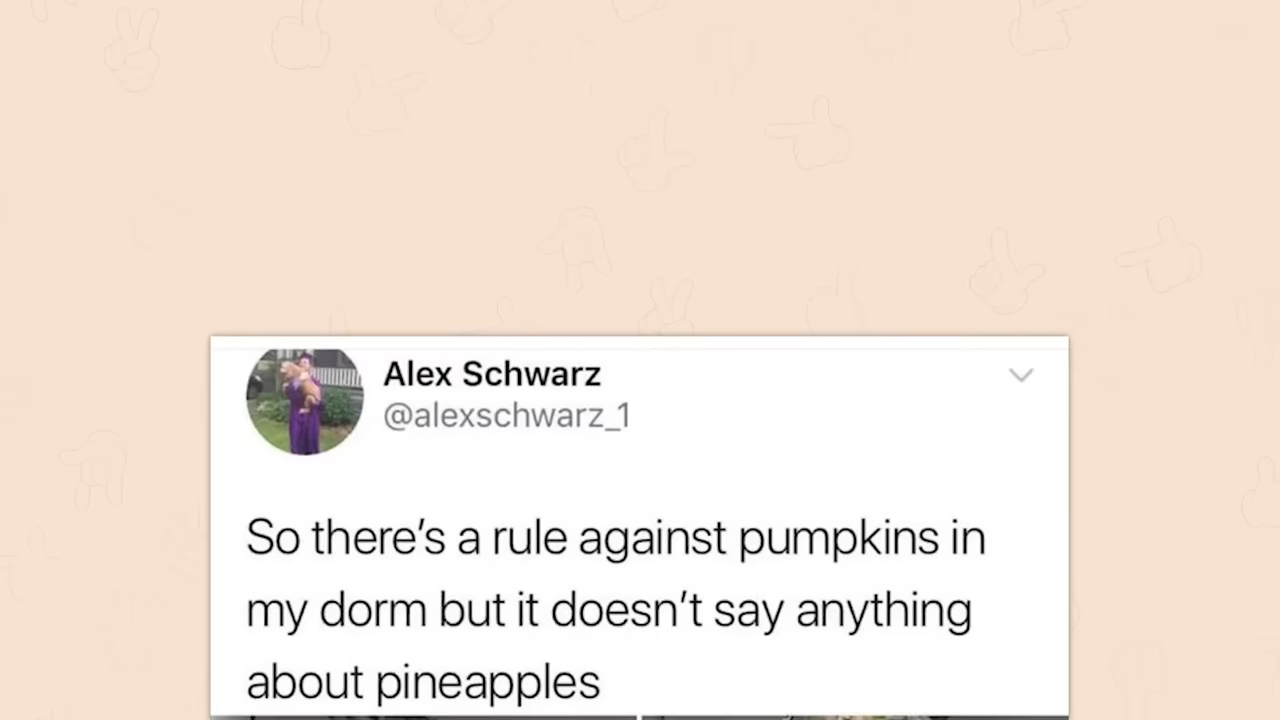 Alex Schwarz
@alexschwarz_1
So there's a rule against pumpkins in
my dorm but it doesn't say anything
about pineapples